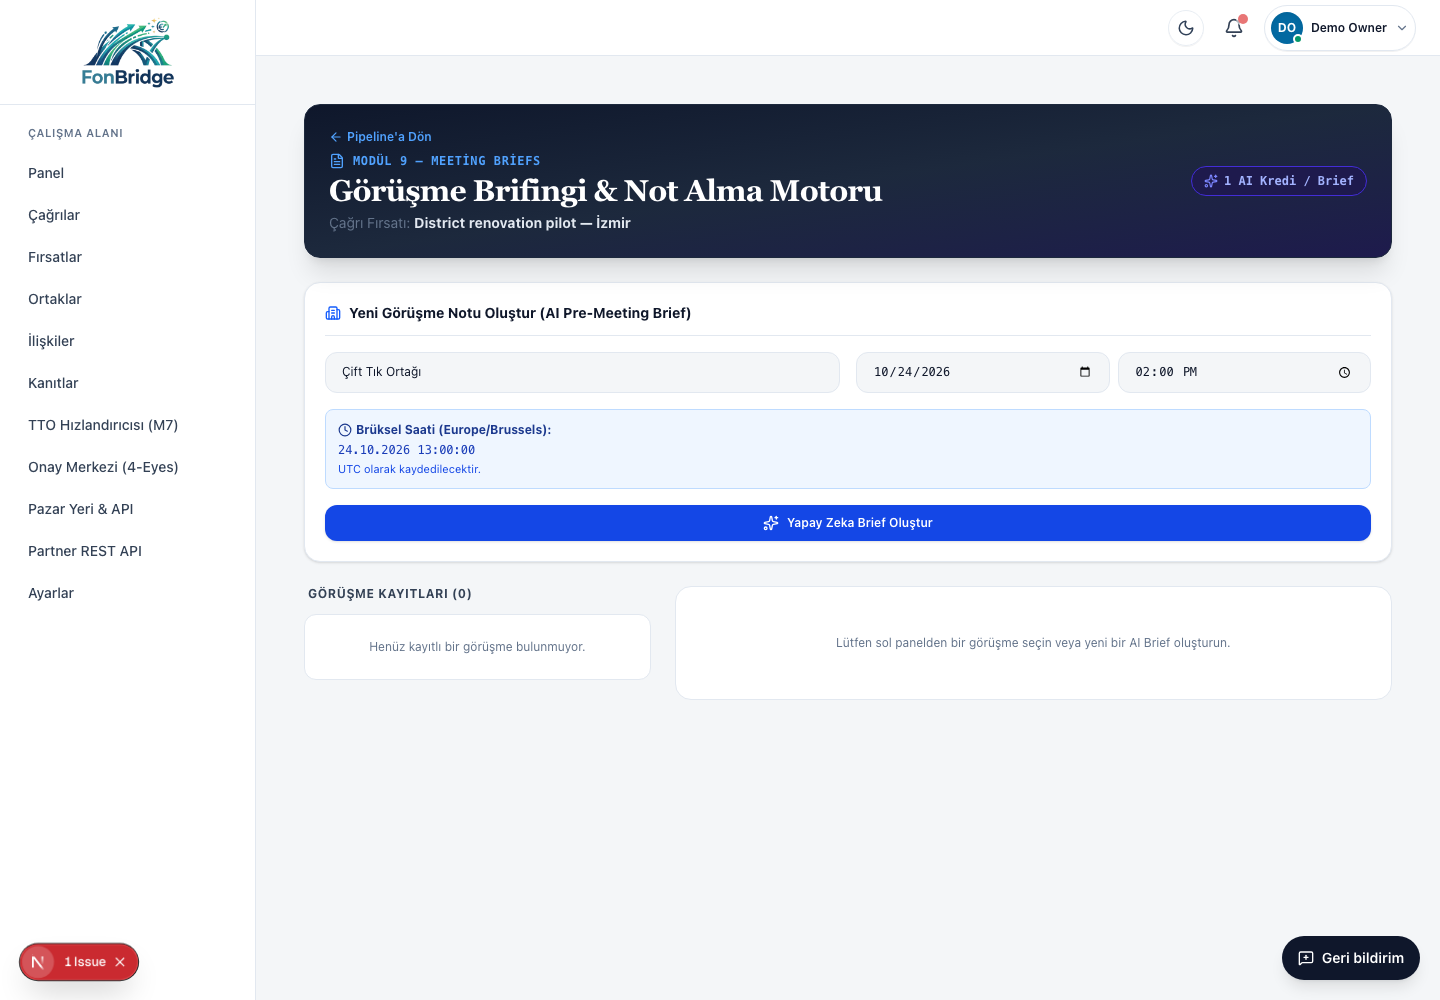 FonBridge
DO
Demo Owner
ÇALIŞMA ALANI
Panel
Çağrılar
Fırsatlar
Ortaklar
İlişkiler
Kanıtlar
TTO Hızlandırıcısı (M7)
Onay Merkezi (4-Eyes)
Pazar Yeri & API
Partner REST API
Ayarlar
Pipeline'a Dön
MODÜL 9 — MEETİNG BRİEFS
Görüşme Brifingi & Not Alma Motoru
Çağrı Fırsatı: District renovation pilot — İzmir
1 AI Kredi / Brief
Yeni Görüşme Notu Oluştur (AI Pre-Meeting Brief)
Çift Tık Ortağı
10/24/2026
02:00 PM
Brüksel Saati (Europe/Brussels):
24.10.2026 13:00:00
UTC olarak kaydedilecektir.
Yapay Zeka Brief Oluştur
GÖRÜŞME KAYITLARI (0)
Henüz kayıtlı bir görüşme bulunmuyor.
Lütfen sol panelden bir görüşme seçin veya yeni bir AI Brief oluşturun.
N
1 Issue
Geri bildirim